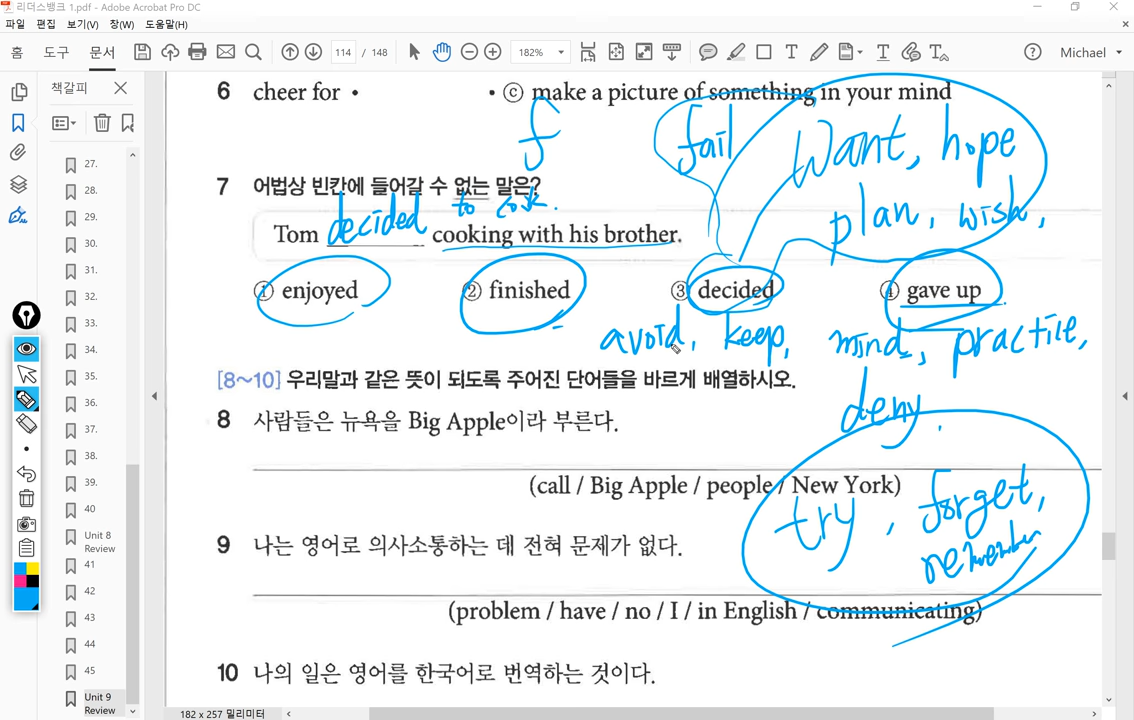 리더스뱅크 1.pdf - Adobe Acrobat Pro DC
파일 편집 보기(V) 창(W) 도움말(H)
홈 도구 문서 114 / 148 182% Michael
책갈피
27.
28.
29.
30.
31.
32.
33.
34.
35.
36.
37.
38.
39.
40
Unit 8
Review
41
42
43
44
45
Unit 9
Review
6 cheer for • • ⓒ make a picture of something in your mind
f fail want, hope
plan, wish,
7 어법상 빈칸에 들어갈 수 없는 말은?
decided to cook.
Tom ________ cooking with his brother.
① enjoyed ② finished ③ decided ④ gave up
avoid, keep, mind, practice,
deny.
[8~10] 우리말과 같은 뜻이 되도록 주어진 단어들을 바르게 배열하시오.
8 사람들은 뉴욕을 Big Apple이라 부른다.
(call / Big Apple / people / New York)
try, forget,
remember
9 나는 영어로 의사소통하는 데 전혀 문제가 없다.
(problem / have / no / I / in English / communicating)
10 나의 일은 영어를 한국어로 번역하는 것이다.
182 x 257 밀리미터